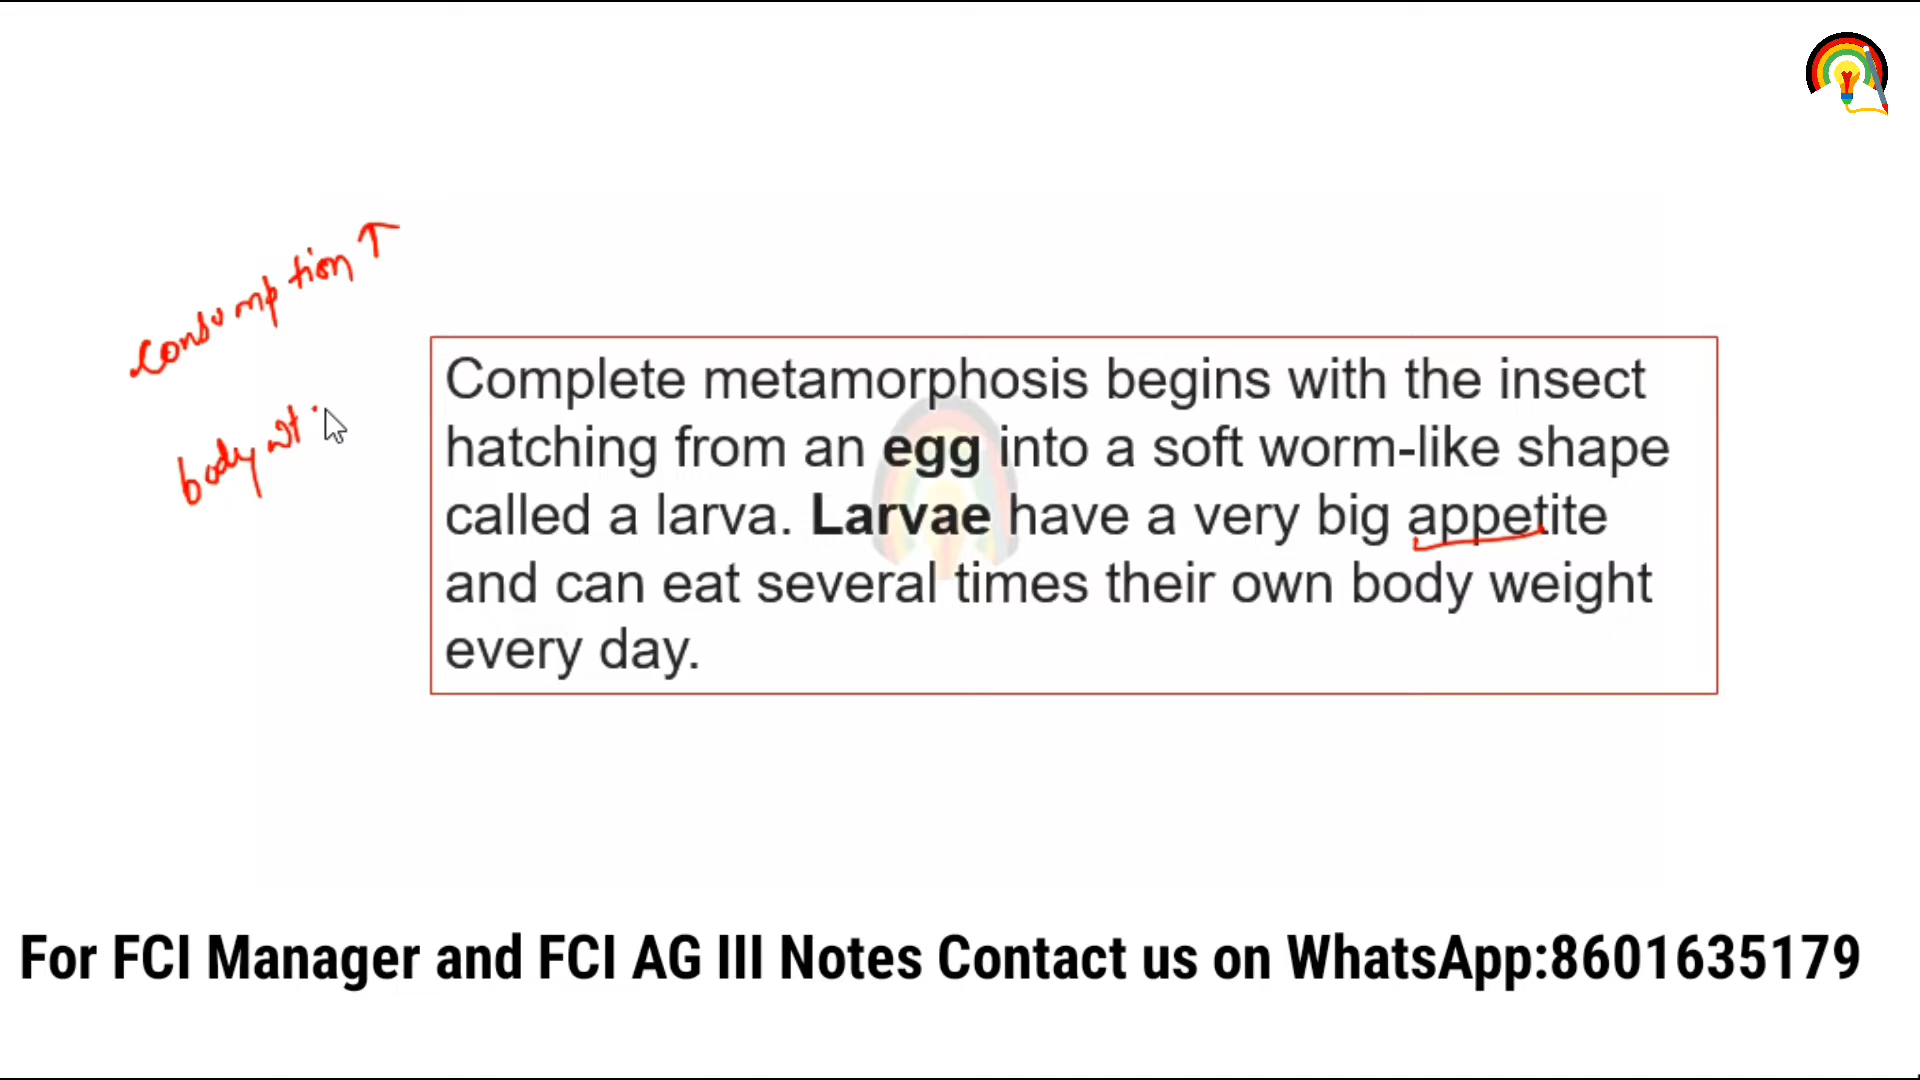 consumption ↑
body wt.
Complete metamorphosis begins with the insect
hatching from an egg into a soft worm-like shape
called a larva. Larvae have a very big appetite
and can eat several times their own body weight
every day.
For FCI Manager and FCI AG III Notes Contact us on WhatsApp:8601635179